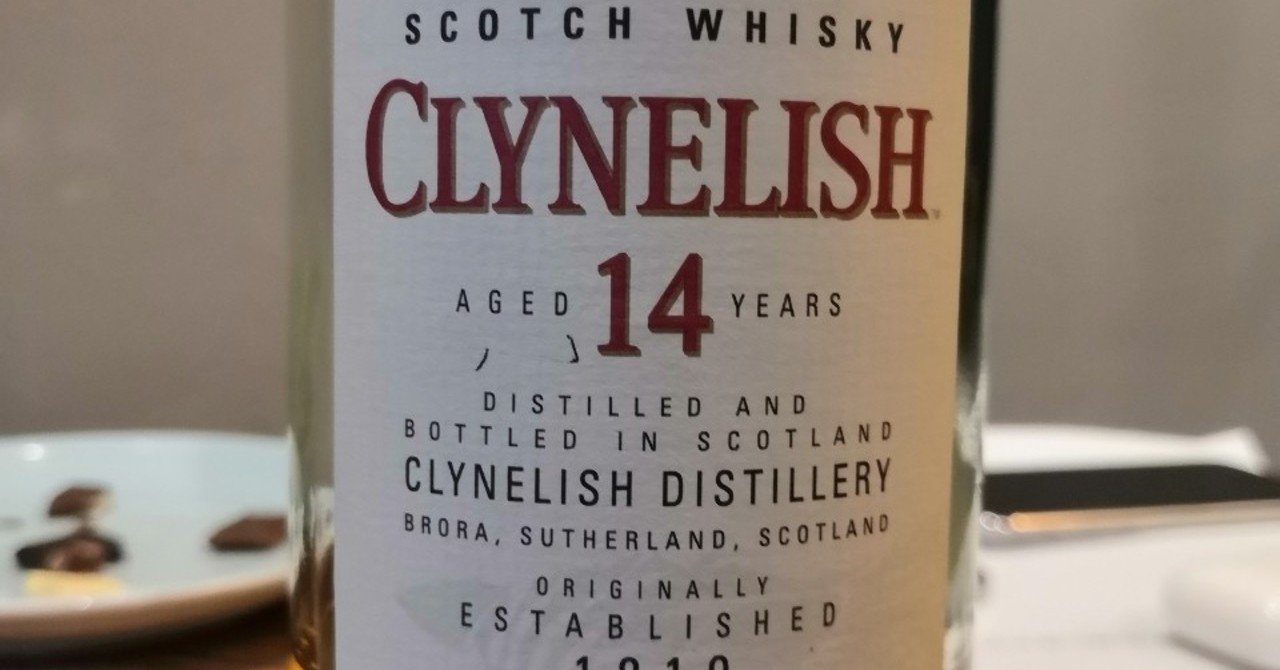 SCOTCH WHISKY
CLYNELISH
AGED 14 YEARS
DISTILLED AND
BOTTLED IN SCOTLAND
CLYNELISH DISTILLERY
BRORA, SUTHERLAND, SCOTLAND
ORIGINALLY
ESTABLISHED